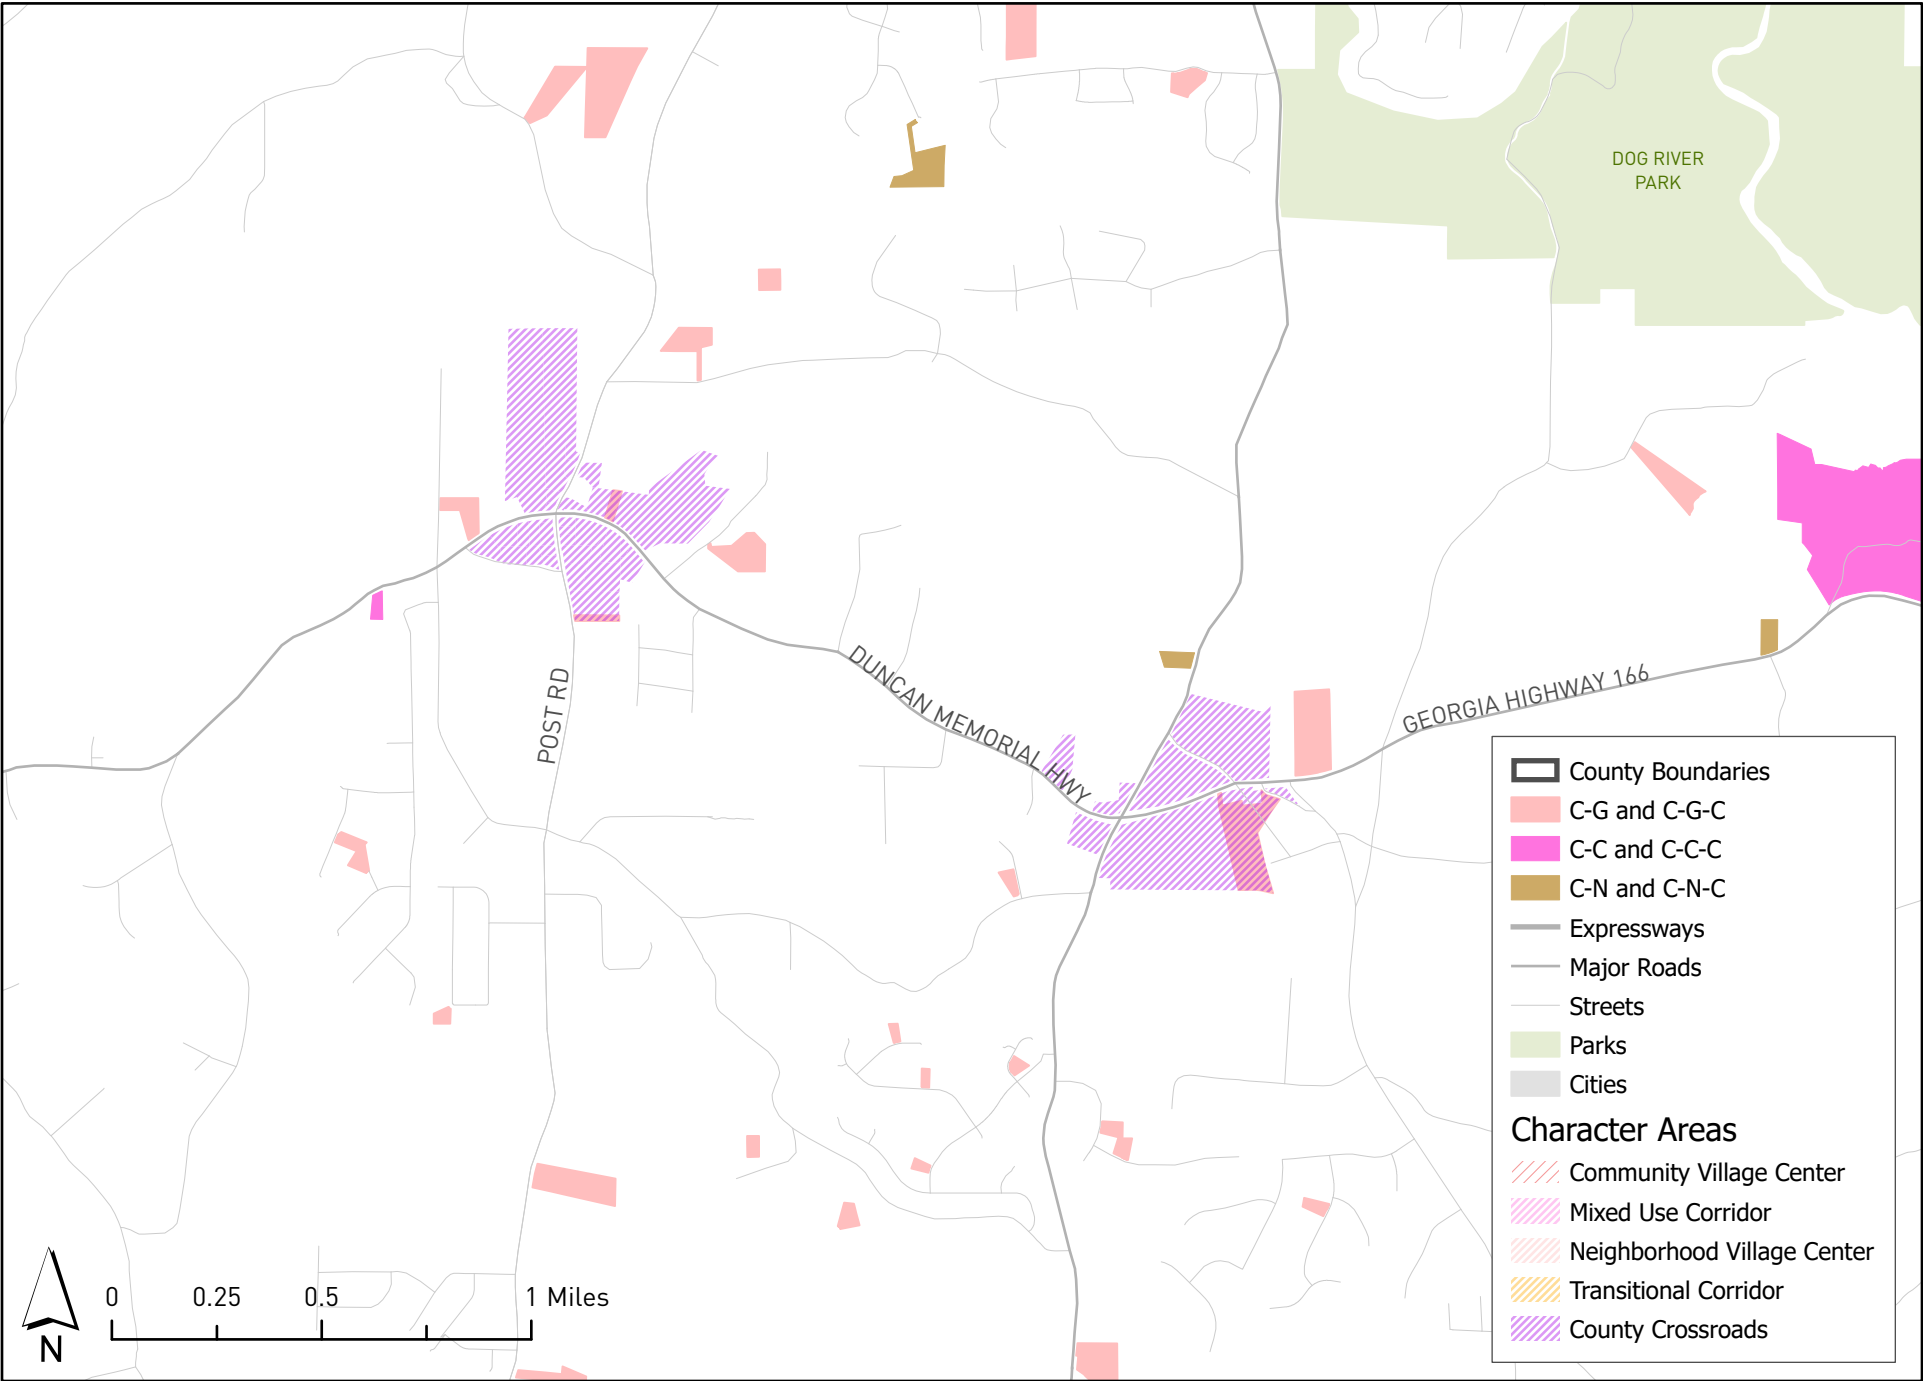 DOG RIVER
PARK
POST RD
DUNCAN MEMORIAL HWY
GEORGIA HIGHWAY 166
County Boundaries
C-G and C-G-C
C-C and C-C-C
C-N and C-N-C
Expressways
Major Roads
Streets
Parks
Cities
Character Areas
Community Village Center
Mixed Use Corridor
Neighborhood Village Center
Transitional Corridor
County Crossroads
0 0.25 0.5 1 Miles
N